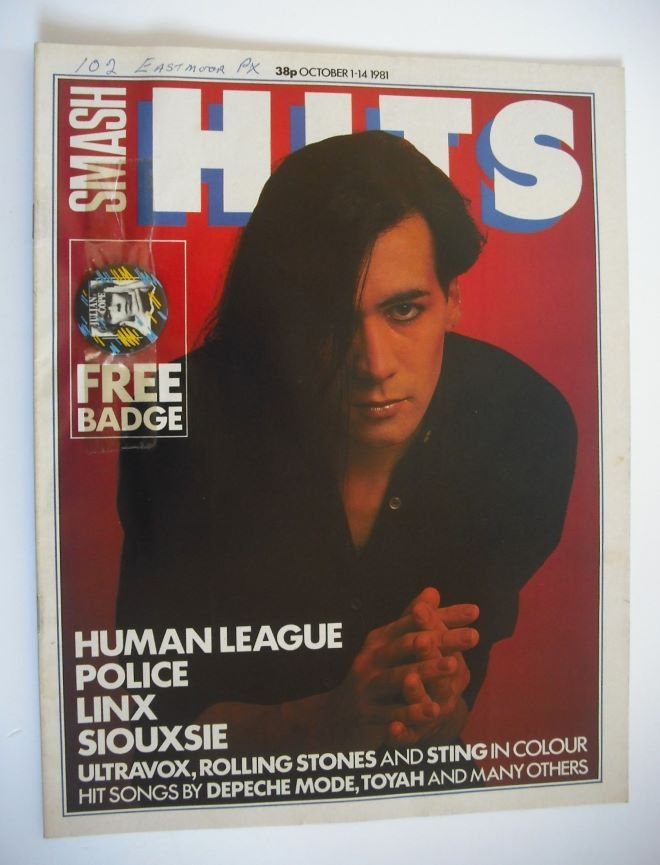 102 EASTMOOR PK
38p OCTOBER 1-14 1981
SMASH
HITS
JULIAN
COPE
FREE
BADGE
HUMAN LEAGUE
POLICE
LINX
SIOUXSIE
ULTRAVOX, ROLLING STONES AND STING IN COLOUR
HIT SONGS BY DEPECHE MODE, TOYAH AND MANY OTHERS